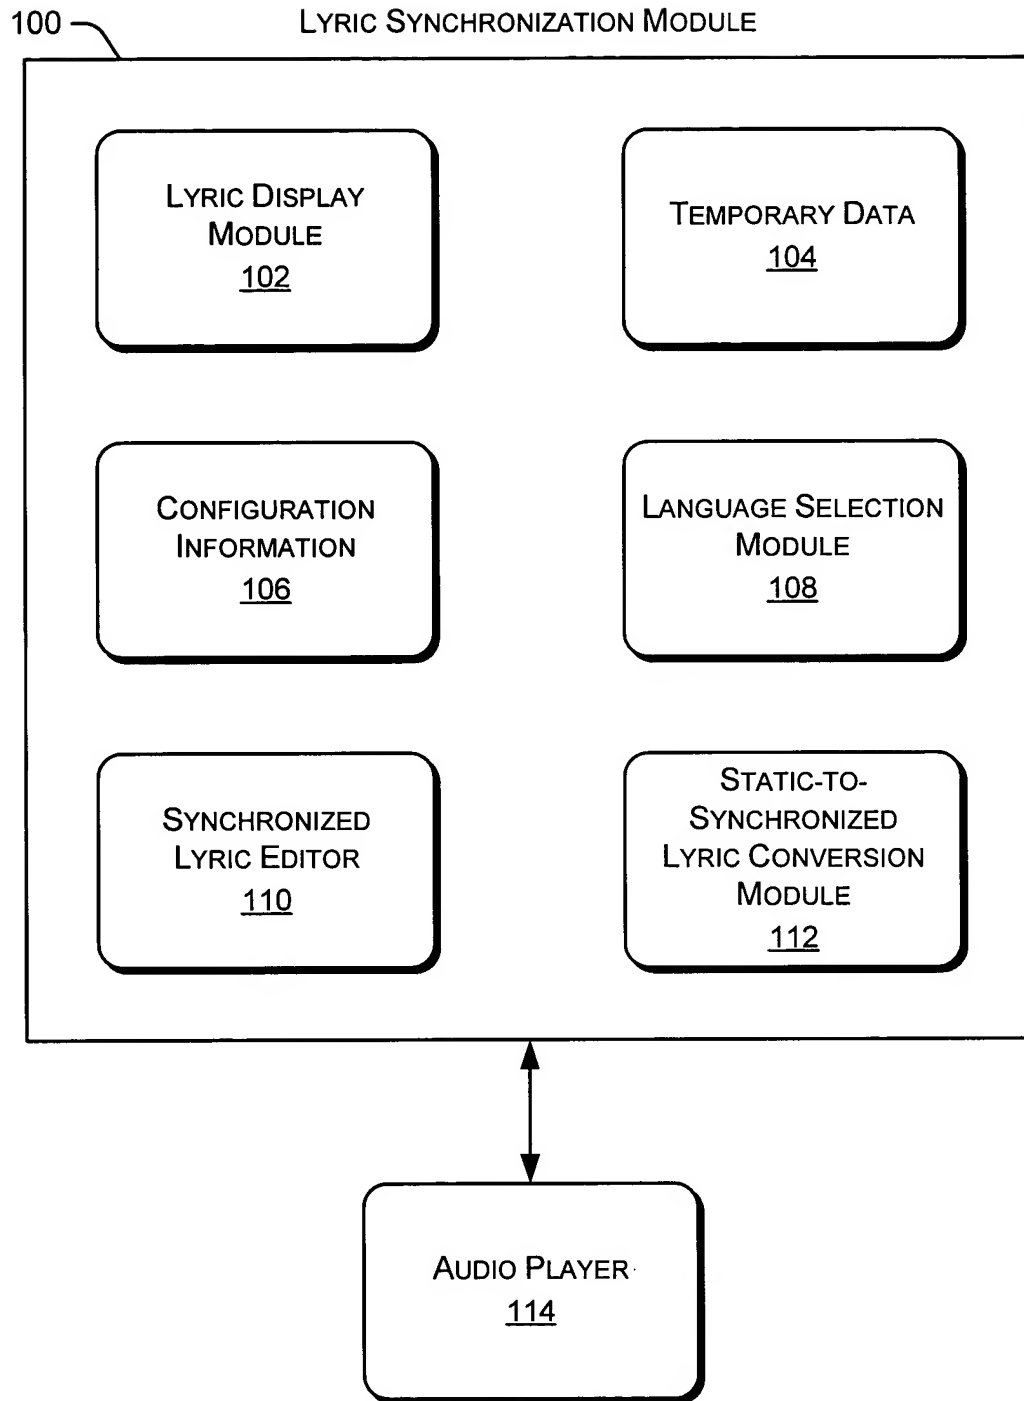 100
LYRIC SYNCHRONIZATION MODULE
LYRIC DISPLAY
MODULE
102
TEMPORARY DATA
104
CONFIGURATION
INFORMATION
106
LANGUAGE SELECTION
MODULE
108
SYNCHRONIZED
LYRIC EDITOR
110
STATIC-TO-
SYNCHRONIZED
LYRIC CONVERSION
MODULE
112
AUDIO PLAYER
114